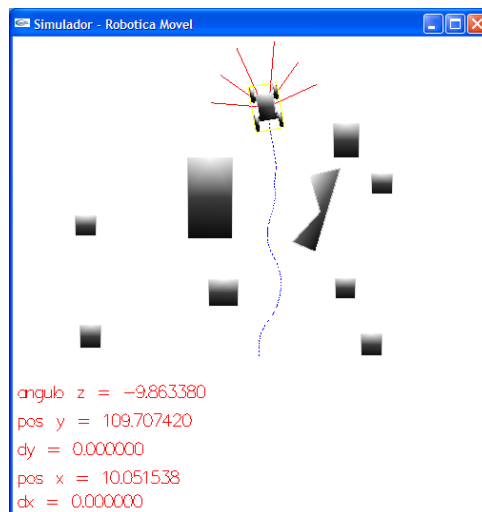 Simulador - Robotica Movel
angulo z = -9.863380
pos y = 109.707420
dy = 0.000000
pos x = 10.051538
dx = 0.000000